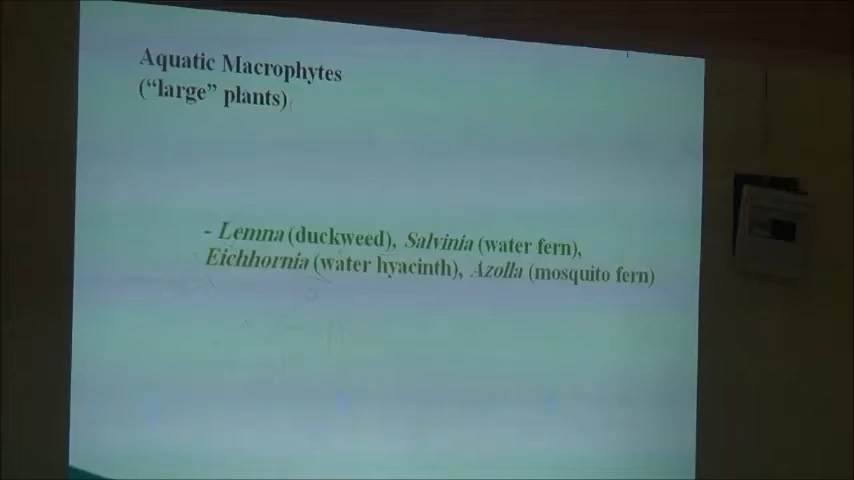 Aquatic Macrophytes
(“large” plants)
- Lemna (duckweed), Salvinia (water fern),
Eichhornia (water hyacinth), Azolla (mosquito fern)